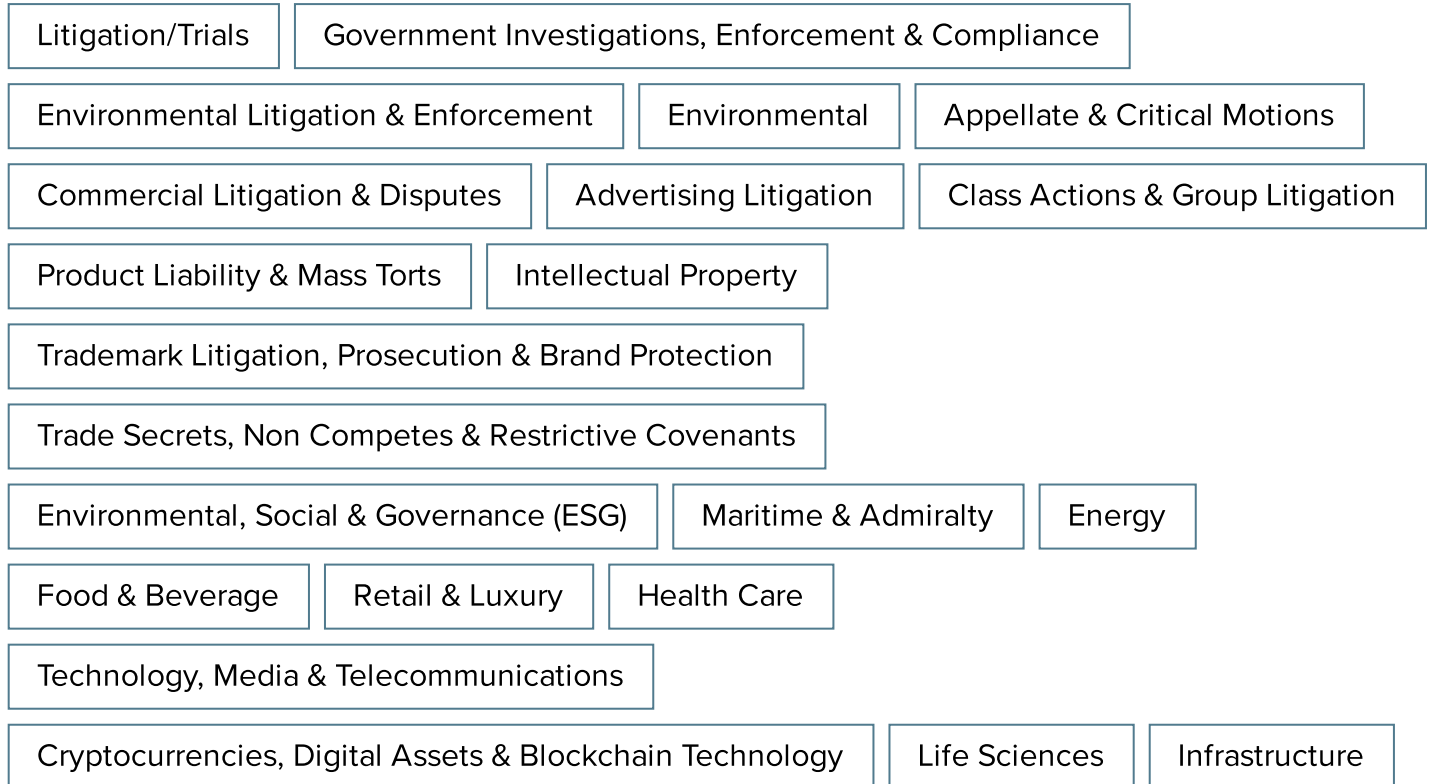 Litigation/Trials Government Investigations, Enforcement & Compliance
Environmental Litigation & Enforcement Environmental Appellate & Critical Motions
Commercial Litigation & Disputes Advertising Litigation Class Actions & Group Litigation
Product Liability & Mass Torts Intellectual Property
Trademark Litigation, Prosecution & Brand Protection
Trade Secrets, Non Competes & Restrictive Covenants
Environmental, Social & Governance (ESG) Maritime & Admiralty Energy
Food & Beverage Retail & Luxury Health Care
Technology, Media & Telecommunications
Cryptocurrencies, Digital Assets & Blockchain Technology Life Sciences Infrastructure